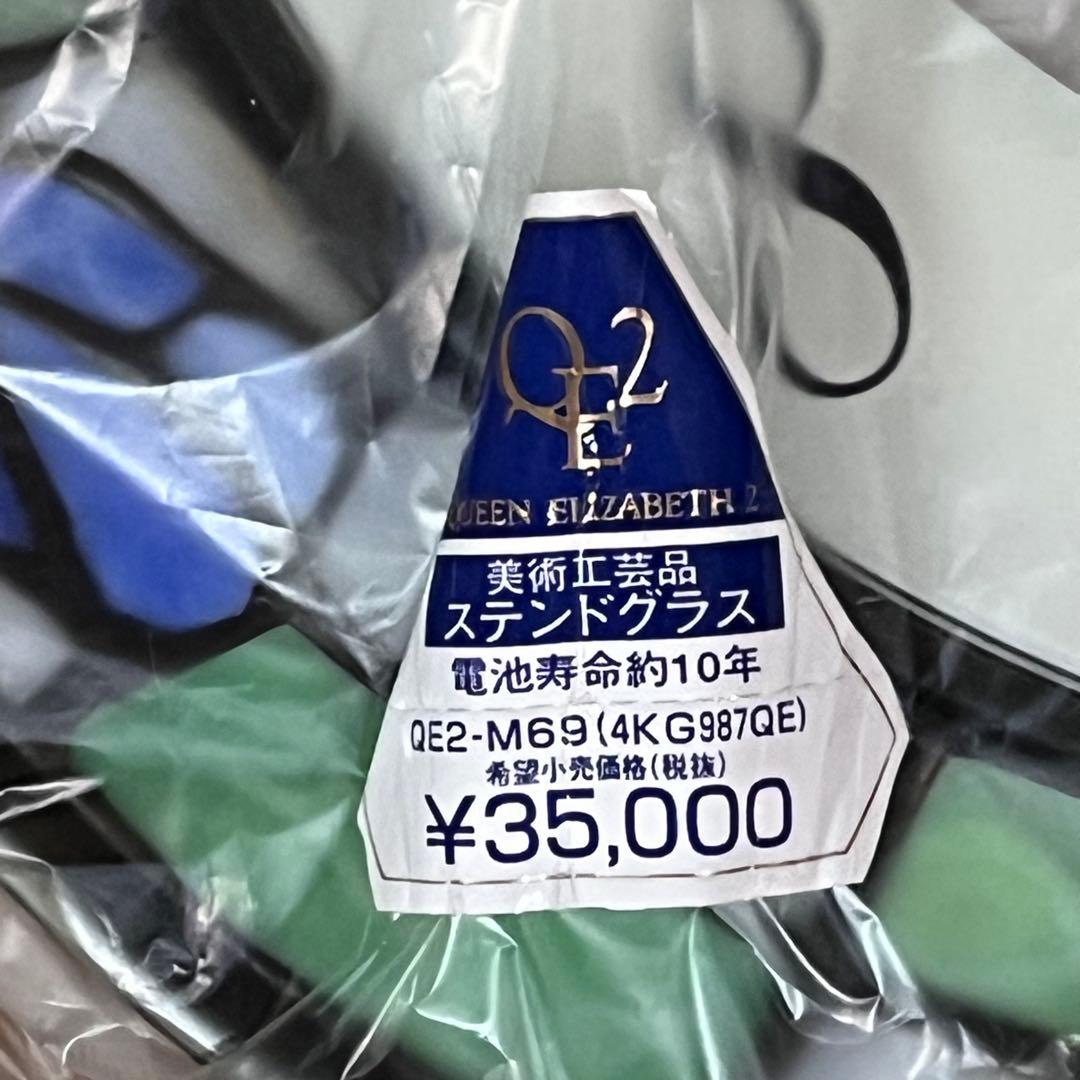 QE2
QUEEN ELIZABETH 2
美術工芸品
ステンドグラス
電池寿命約10年
QE2-M69(4KG987QE)
希望小売価格(税抜)
¥35,000